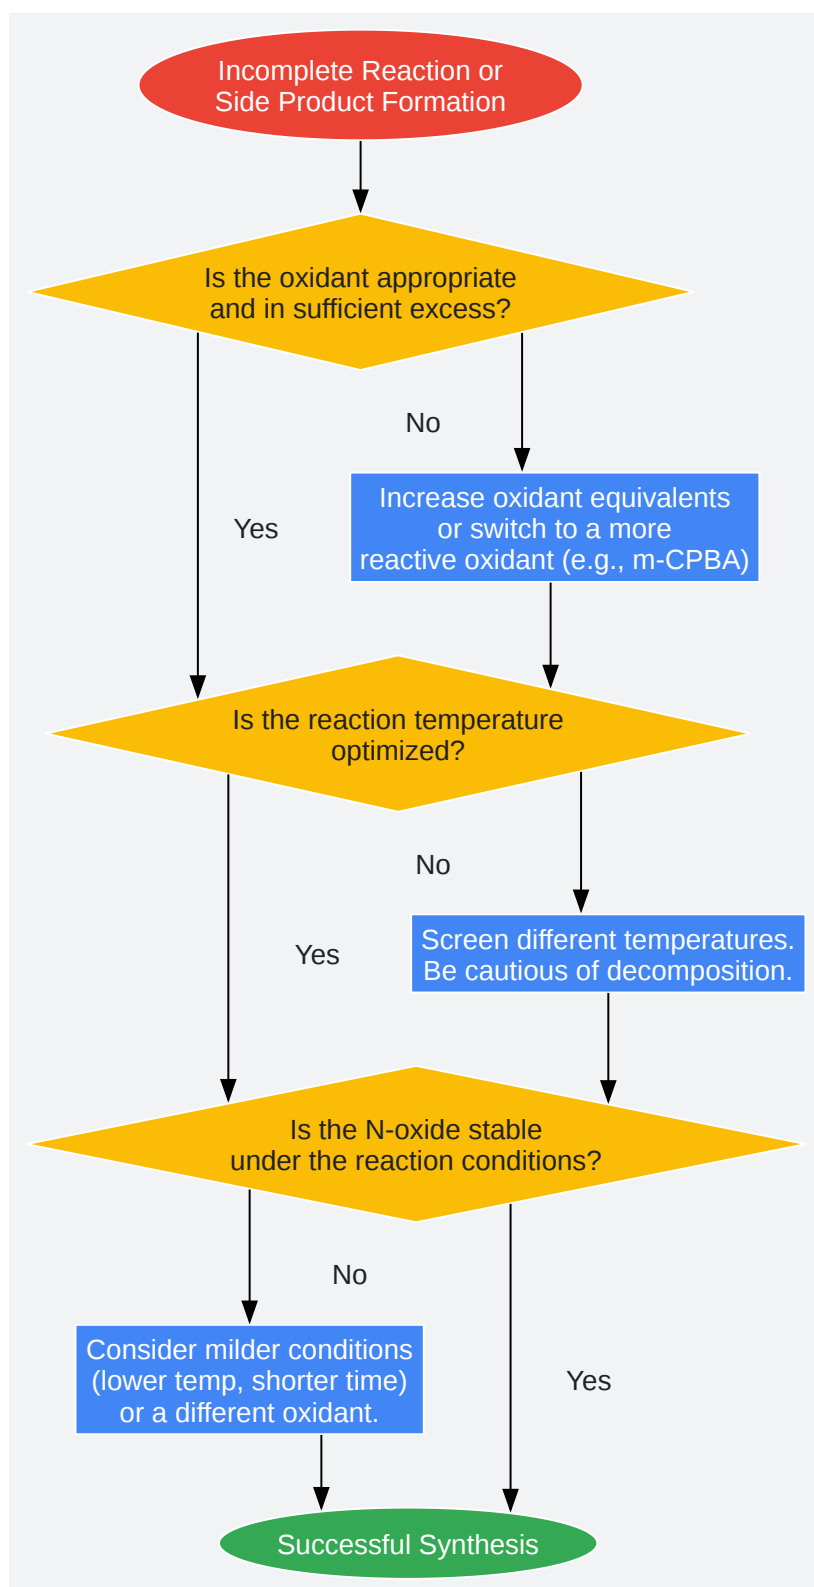 Incomplete Reaction or
Side Product Formation
Is the oxidant appropriate
and in sufficient excess?
No
Yes
Increase oxidant equivalents
or switch to a more
reactive oxidant (e.g., m-CPBA)
Is the reaction temperature
optimized?
No
Yes
Screen different temperatures.
Be cautious of decomposition.
Is the N-oxide stable
under the reaction conditions?
No
Consider milder conditions
(lower temp, shorter time)
or a different oxidant.
Yes
Successful Synthesis